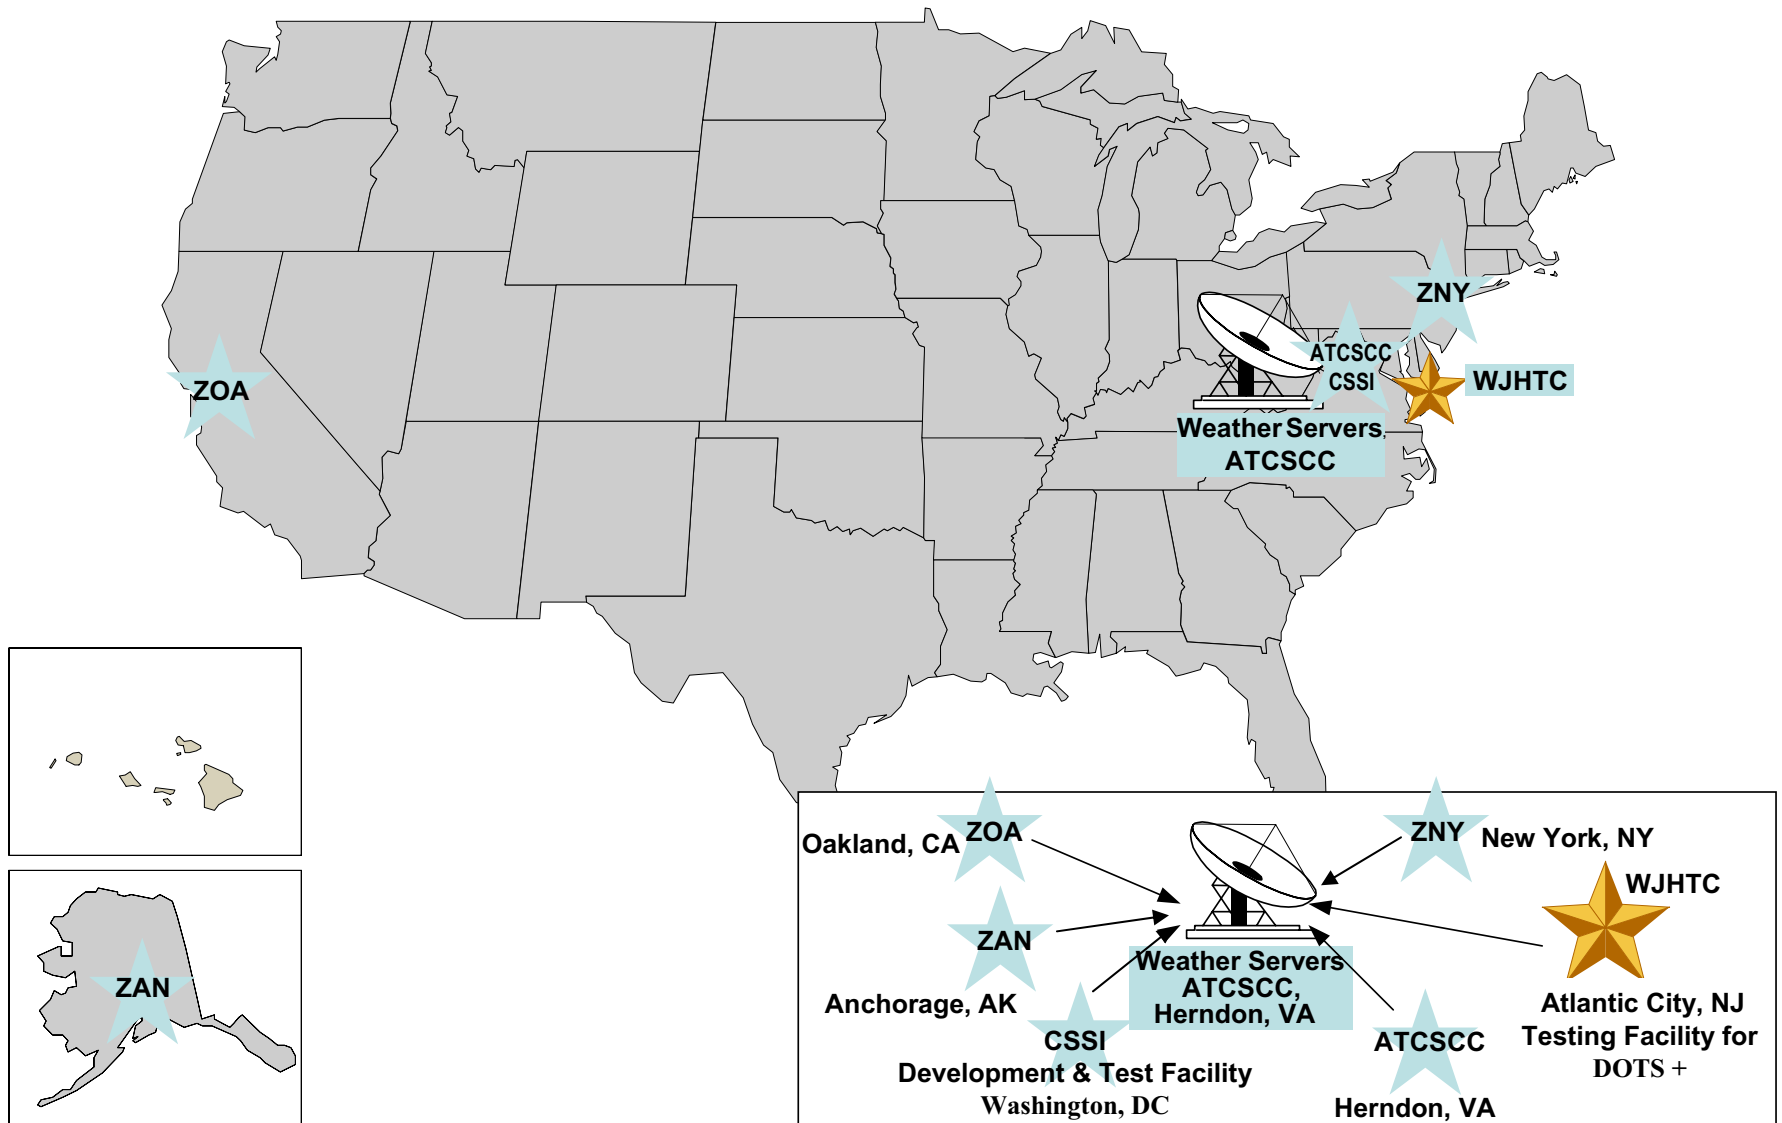 ZNY
ATCSCC
CSSI
ZOA
WJHTC
Weather Servers,
ATCSCC
ZAN
ZOA
Oakland, CA
ZNY
New York, NY
WJHTC
ZAN
Anchorage, AK
Weather Servers
ATCSCC,
Herndon, VA
Atlantic City, NJ
Testing Facility for
DOTS +
CSSI
Development & Test Facility
Washington, DC
ATCSCC
Herndon, VA